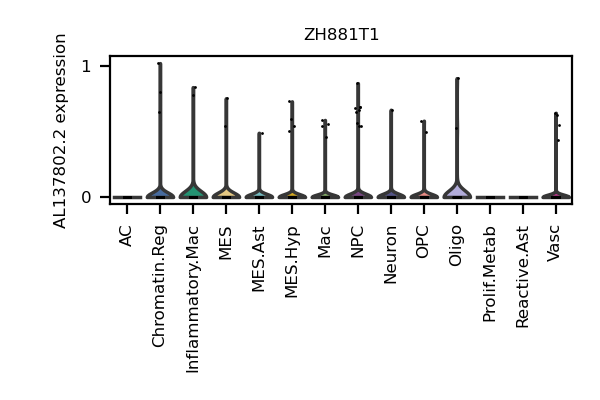 ZH881T1
AL137802.2 expression
1
0
AC
Chromatin.Reg
Inflammatory.Mac
MES
MES.Ast
MES.Hyp
Mac
NPC
Neuron
OPC
Oligo
Prolif.Metab
Reactive.Ast
Vasc